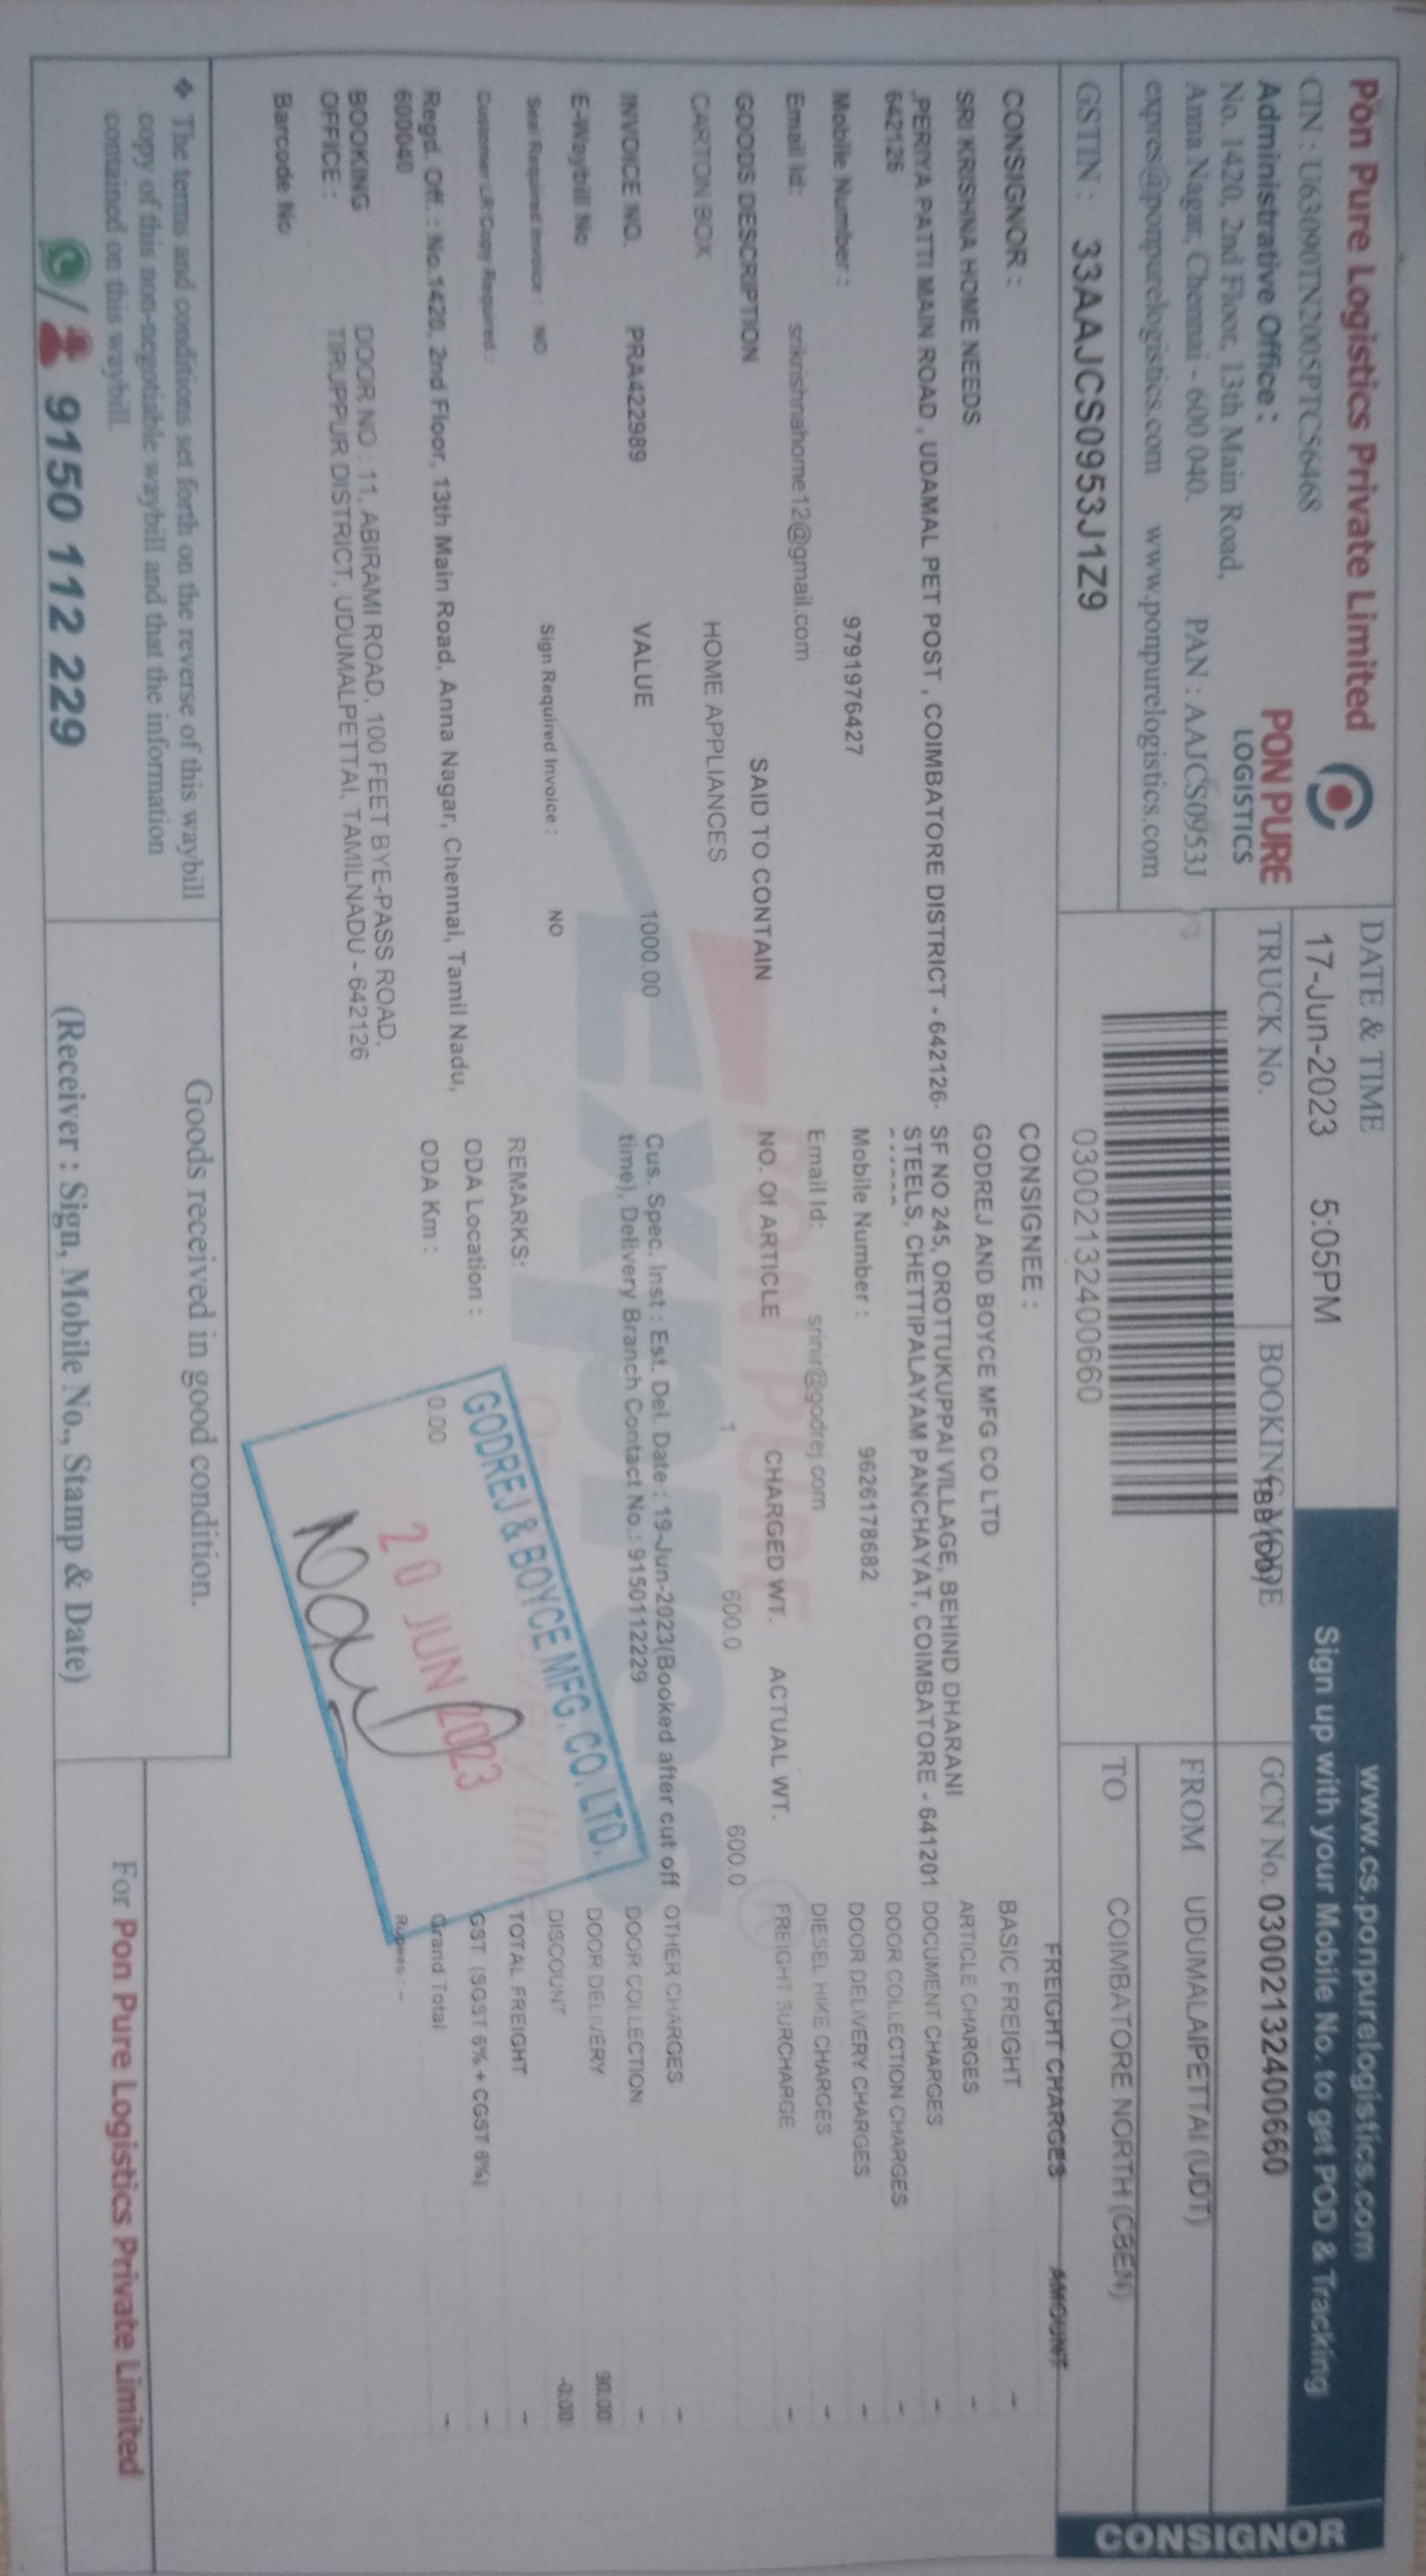 Pon Pure Logistics Private Limited
CIN : U63090TN2005PTC56468
Administrative Office :
No. 1420, 2nd Floor, 13th Main Road,
Anna Nagar, Chennai - 600 040. PAN : AAJCS0953J
expres@ponpurelogistics.com www.ponpurelogistics.com
PON PURE
LOGISTICS
GSTIN : 33AAJCS0953J1Z9
DATE & TIME
17-Jun-2023 5:05PM
TRUCK No.
BOOKING MODE
TBB(DD)
0300213240​0660
www.cs.ponpurelogistics.com
Sign up with your Mobile No. to get POD & Tracking
GCN No. 03002132400660
FROM UDUMALAIPETTAI (UDT)
TO COIMBATORE NORTH (CBEN)
CONSIGNOR
CONSIGNOR :
SRI KRISHNA HOME NEEDS
,PERIYA PATTI MAIN ROAD , UDAMAL PET POST , COIMBATORE DISTRICT - 642126-
642126
Mobile Number : 9791976427
Email Id: srikrishnahome12@gmail.com
CONSIGNEE :
GODREJ AND BOYCE MFG CO LTD
SF NO 245, OROTTUKUPPAI VILLAGE, BEHIND DHARANI
STEELS, CHETTIPALAYAM PANCHAYAT, COIMBATORE - 641201
Mobile Number : 9626178682
Email Id: srinir@godrej.com
GOODS DESCRIPTION SAID TO CONTAIN NO. Of ARTICLE CHARGED WT. ACTUAL WT.
CARTON BOX HOME APPLIANCES 1 600.0 600.0
INVOICE NO. PRA422989 VALUE 1000.00
E-Waybill No
Seal Required Invoice : NO Sign Required Invoice : NO
Customer LR Copy Required :
Regd. Off. : No.1420, 2nd Floor, 13th Main Road, Anna Nagar, Chennai, Tamil Nadu,
600040
BOOKING OFFICE : DOOR NO : 11, ABIRAMI ROAD, 100 FEET BYE-PASS ROAD,
TIRUPPUR DISTRICT, UDUMALPETTAI, TAMILNADU - 642126
Barcode No
Cus. Spec. Inst : Est. Del. Date : 19-Jun-2023(Booked after cut off
time), Delivery Branch Contact No.: 9150112229
REMARKS:
ODA Location :
ODA Km : 0.00
GODREJ & BOYCE MFG. CO. LTD.
20 JUN 2023
PON PURE
Express
FREIGHT CHARGES AMOUNT
BASIC FREIGHT -
ARTICLE CHARGES -
DOCUMENT CHARGES -
DOOR COLLECTION CHARGES -
DOOR DELIVERY CHARGES -
DIESEL HIKE CHARGES -
FREIGHT SURCHARGE -
OTHER CHARGES -
DOOR COLLECTION -
DOOR DELIVERY 90.00
DISCOUNT -0.00
TOTAL FREIGHT -
GST (SGST 6% + CGST 6%) -
Grand Total -
Rupees : --
❖ The terms and conditions set forth on the reverse of this waybill
copy of this non-negotiable waybill and that the information
contained on this waybill.
/ 9150 112 229
Goods received in good condition.
(Receiver : Sign, Mobile No., Stamp & Date)
For Pon Pure Logistics Private Limited